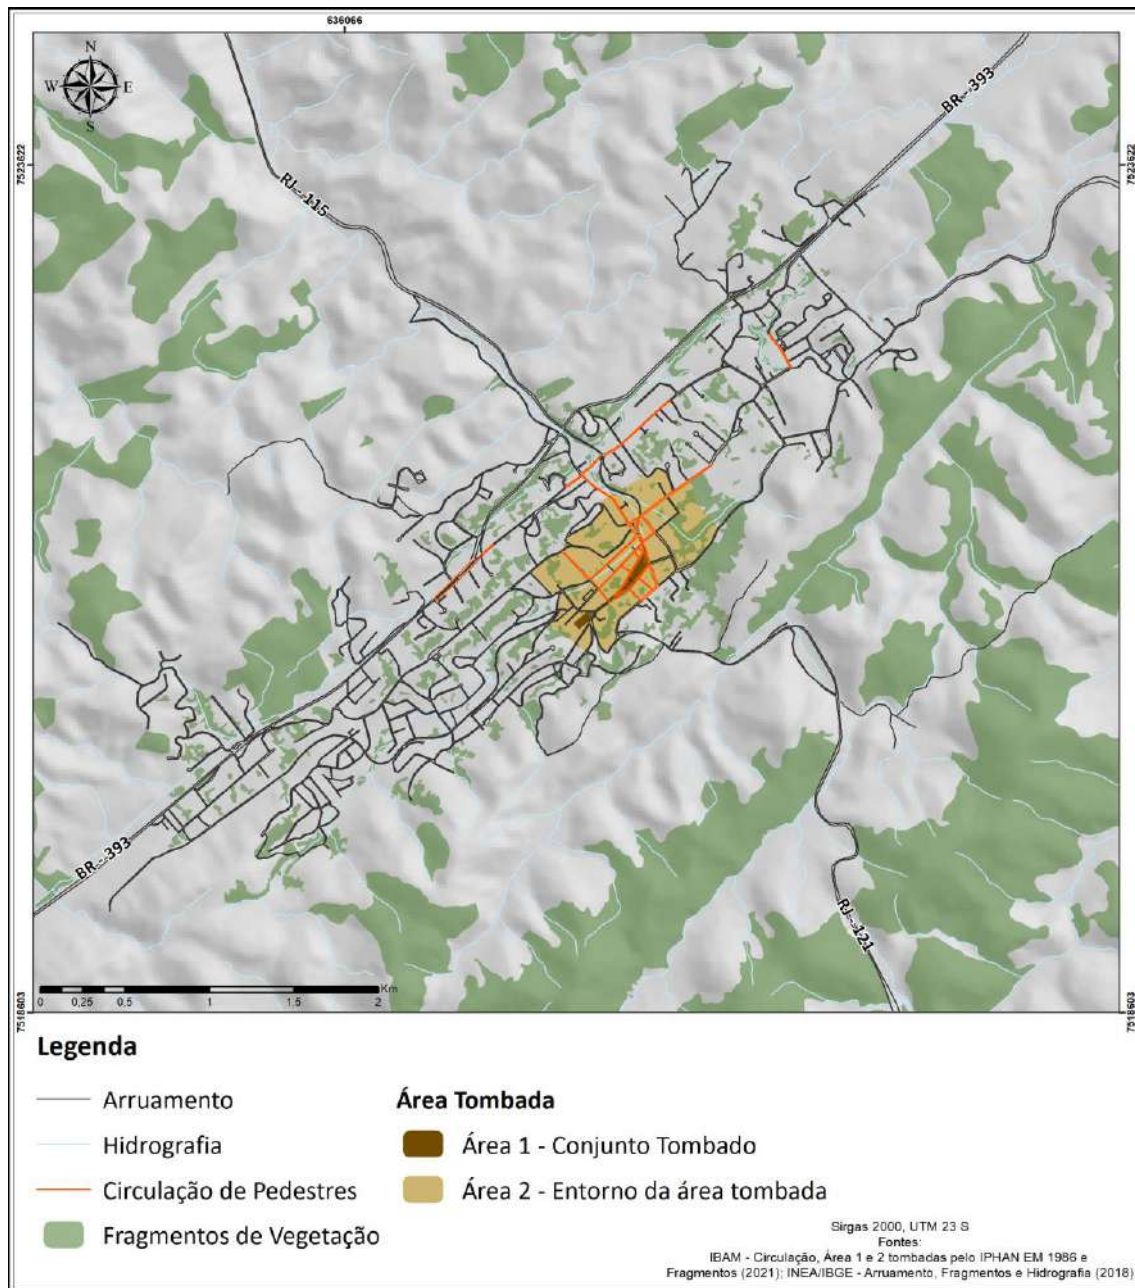 636066
N
W E
S
BR - 393
7523622
7523622
RJ - 115
BR - 393
RJ - 121
Km
0 0,25 0,5 1 1,5 2
7518603
7518603
Legenda
Arruamento
Hidrografia
Circulação de Pedestres
Fragmentos de Vegetação
Área Tombada
Área 1 - Conjunto Tombado
Área 2 - Entorno da área tombada
Sirgas 2000, UTM 23 S
Fontes:
IBAM - Circulação, Área 1 e 2 tombadas pelo IPHAN EM 1986 e
Fragmentos (2021); INEA/IBGE - Arruamento, Fragmentos e Hidrografia (2018)